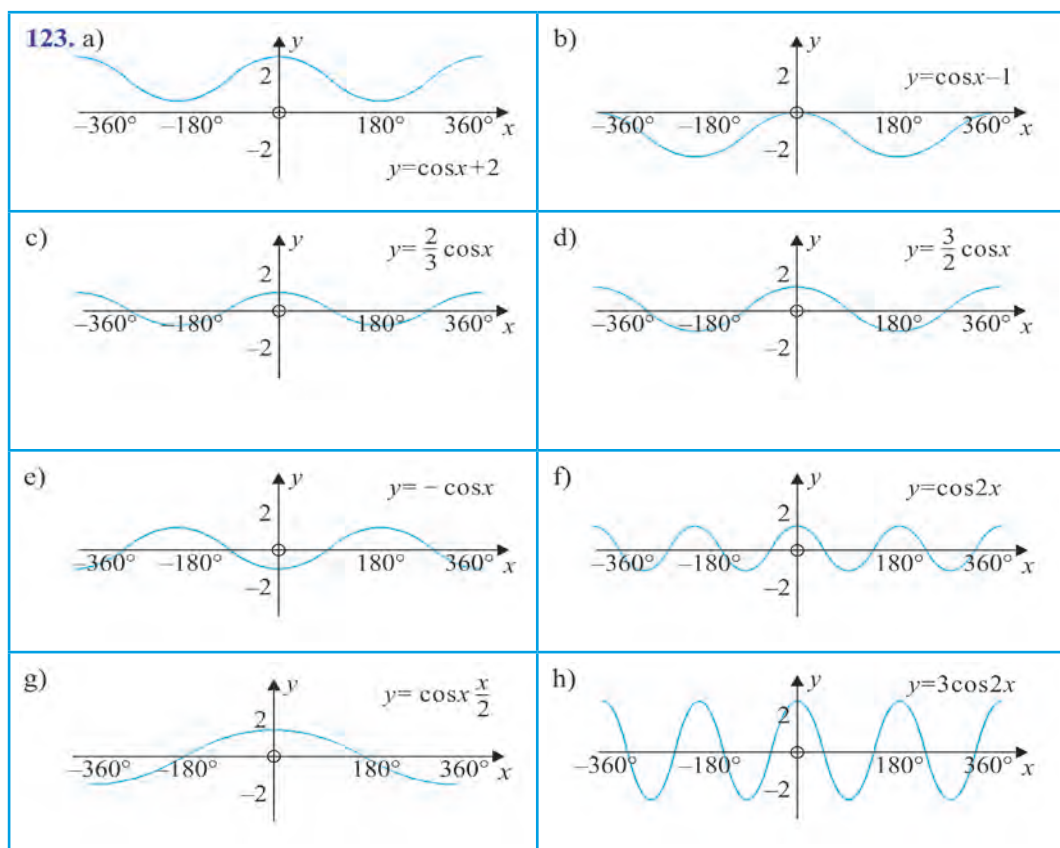 123. a)
y
2
–360° –180° 180° 360° x
–2
y=cosx+2
b)
y
2
y=cosx–1
–360° –180° 180° 360° x
–2
c)
y
y= 2/3 cosx
2
–360° –180° 180° 360° x
–2
d)
y
y= 3/2 cosx
2
–360° –180° 180° 360° x
–2
e)
y
y= – cosx
2
–360° –180° 180° 360° x
–2
f)
y
y=cos2x
2
–360° –180° 180° 360° x
–2
g)
y
y= cosx x/2
2
–360° –180° 180° 360° x
–2
h)
y
y=3cos2x
2
–360° –180° 180° 360° x
–2